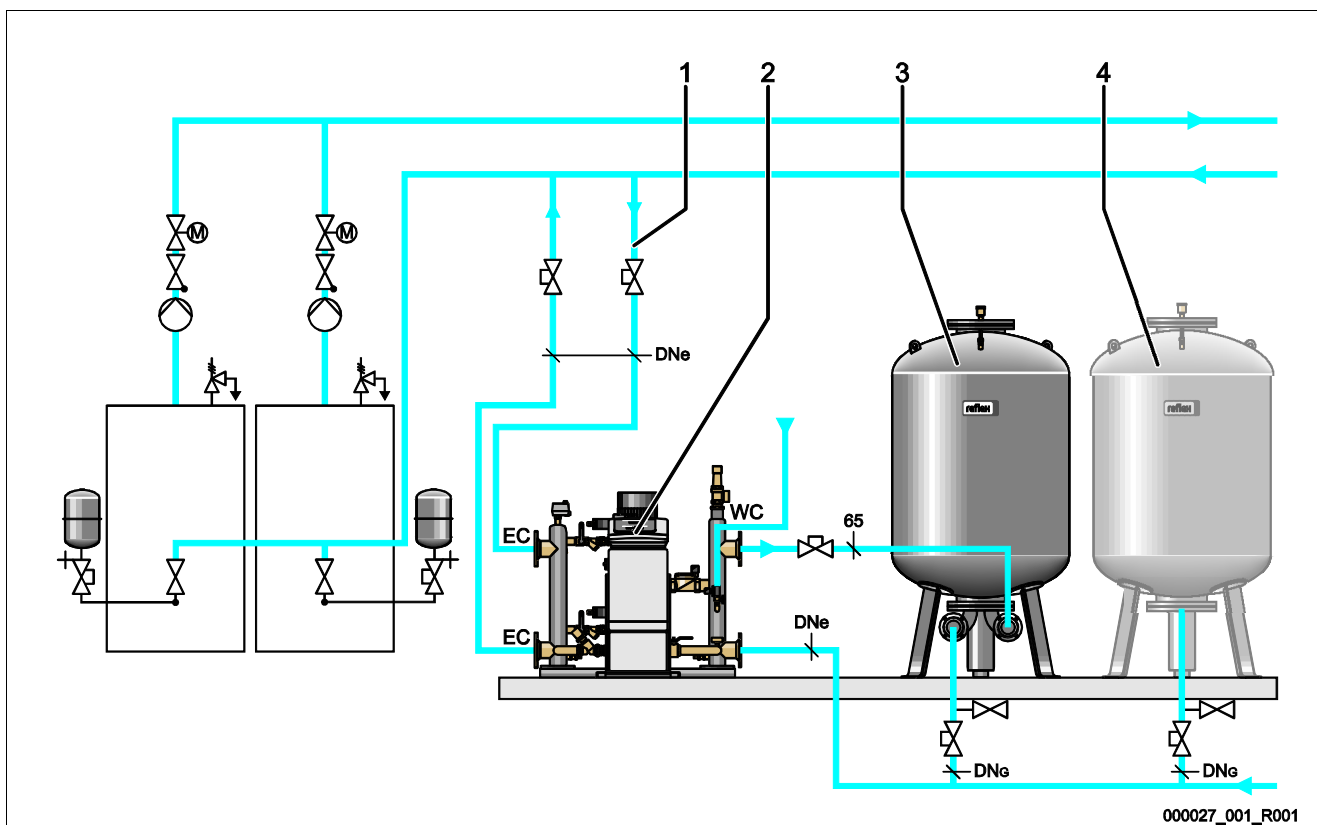 1 2 3 4
M M
DNe
EC WC
65
reflex reflex
DNe
EC
DNG DNG
000027_001_R001